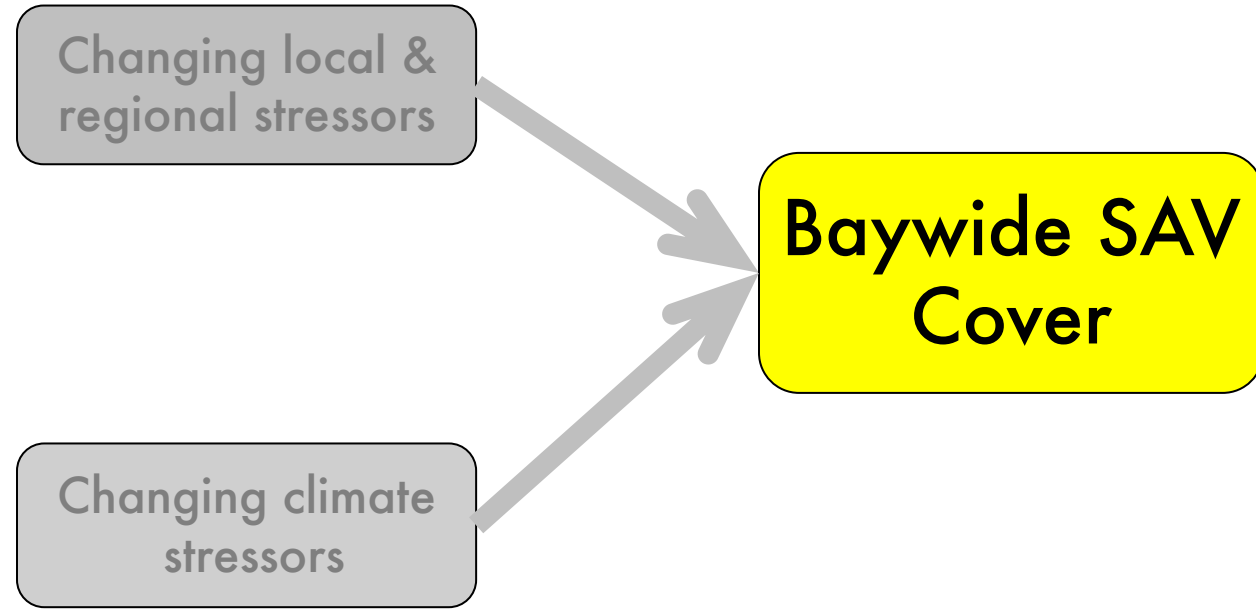 Changing local &
regional stressors
Baywide SAV
Cover
Changing climate
stressors